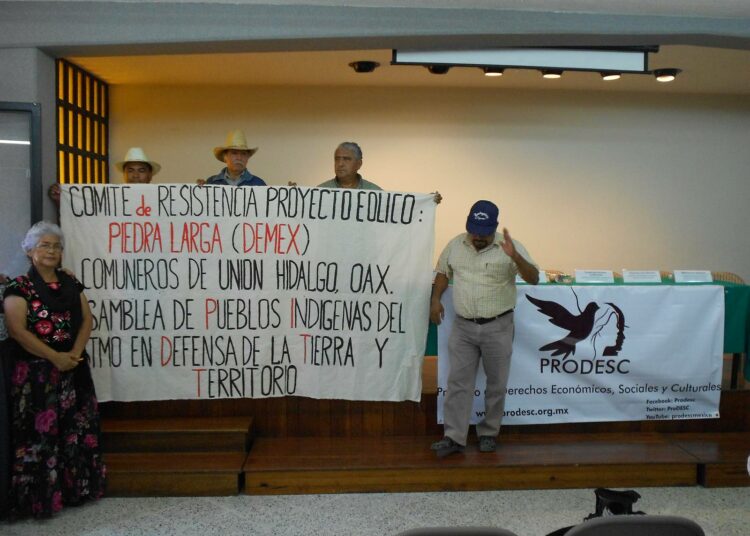 COMITE de RESISTENCIA PROYECTO EOLICO:
PIEDRA LARGA (DEMEX)
COMUNEROS DE UNION HIDALGO, OAX.
SAMBLEA DE PUEBLOS INDIGENAS DEL
TMO EN DEFENSA DE LA TIERRA Y
TERRITORIO
PRODESC
Derechos Económicos, Sociales y Culturales
www.prodesc.org.mx
Facebook: Prodesc
Twitter: ProDESC
YouTube: prodescmexico